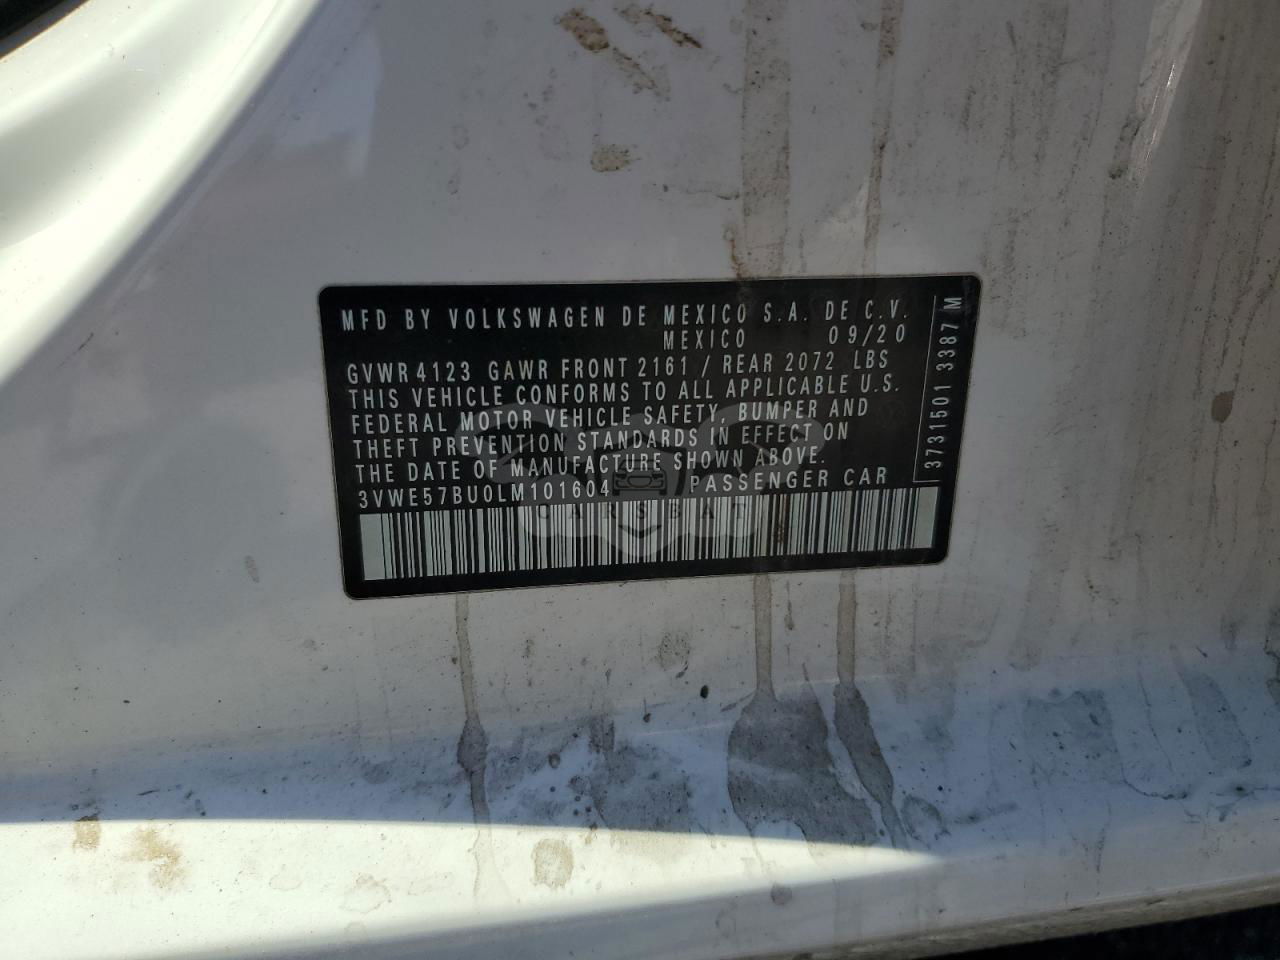 MFD BY VOLKSWAGEN DE MEXICO S.A. DE C.V.
MEXICO 09/20
GVWR 4123 GAWR FRONT 2161 / REAR 2072 LBS
THIS VEHICLE CONFORMS TO ALL APPLICABLE U.S.
FEDERAL MOTOR VEHICLE SAFETY, BUMPER AND
THEFT PREVENTION STANDARDS IN EFFECT ON
THE DATE OF MANUFACTURE SHOWN ABOVE.
3VWE57BU0LM101604 PASSENGER CAR
3731501 3387 M
CARSBAT